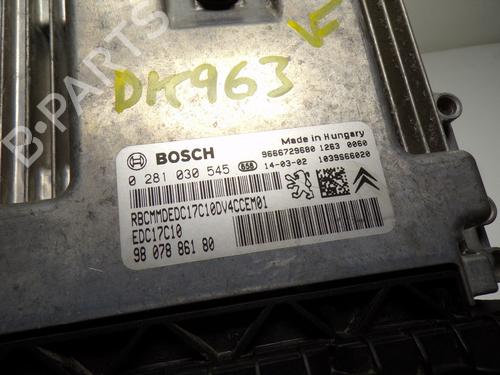 B-PARTS
DK963
BOSCH
Made in Hungary
0 281 030 545 658
9666729680 1263 0060
14-03-02 1039S66020
RBCMMDEDC17C10DV4CCEM01
EDC17C10
98 078 861 80